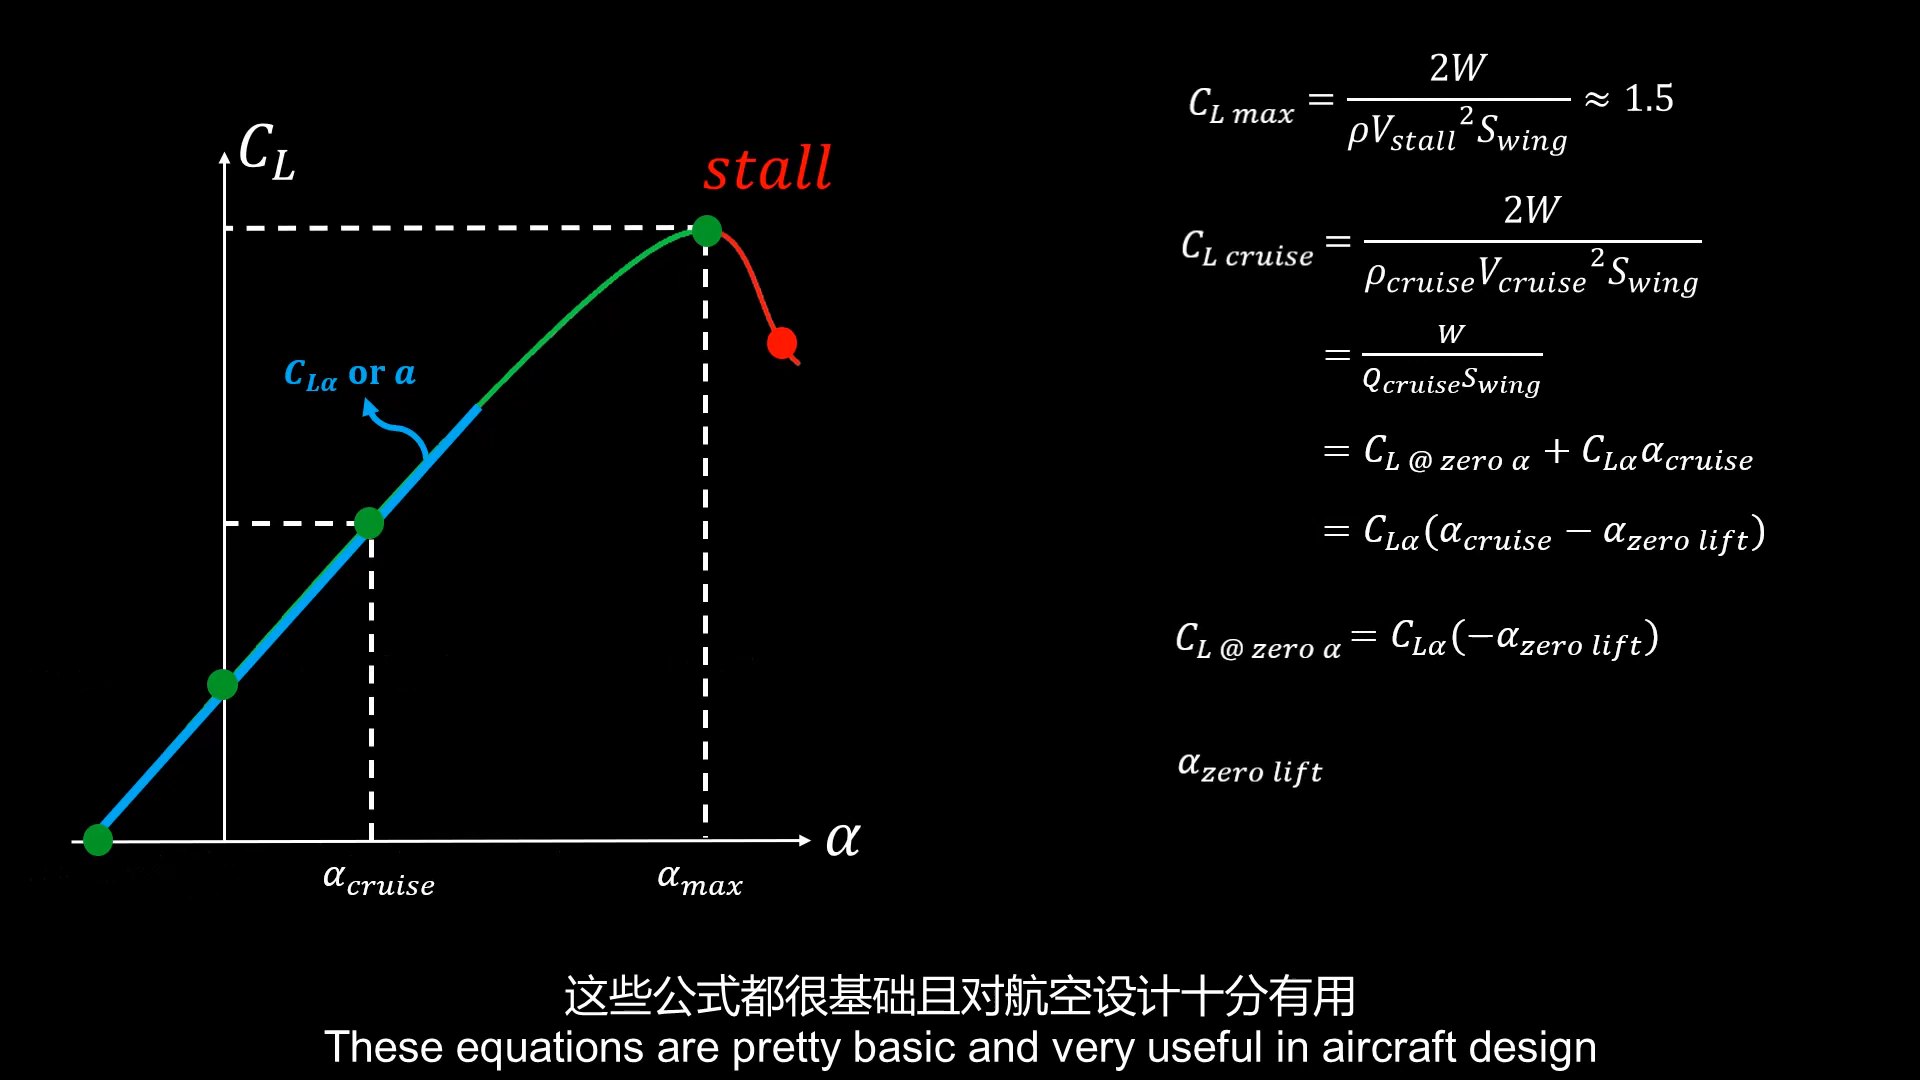 C_L
stall
C_Lα or a
α
α_cruise
α_max
C_L max = 2W / (ρV_stall² S_wing) ≈ 1.5
C_L cruise = 2W / (ρ_cruise V_cruise² S_wing)
= W / (Q_cruise S_wing)
= C_L @ zero α + C_Lα α_cruise
= C_Lα(α_cruise − α_zero lift)
C_L @ zero α = C_Lα(−α_zero lift)
α_zero lift
这些公式都很基础且对航空设计十分有用
These equations are pretty basic and very useful in aircraft design